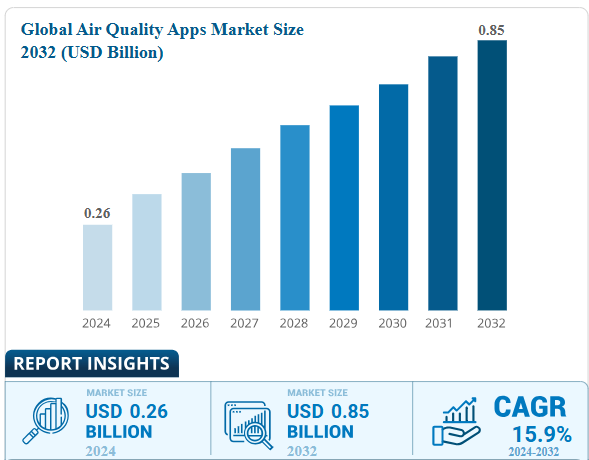 Global Air Quality Apps Market Size
2032 (USD Billion)
0.85
0.26
2024 2025 2026 2027 2028 2029 2030 2031 2032
REPORT INSIGHTS
MARKET SIZE
USD 0.26
BILLION
2024
MARKET SIZE
USD 0.85
BILLION
2032
CAGR
15.9%
2024-2032